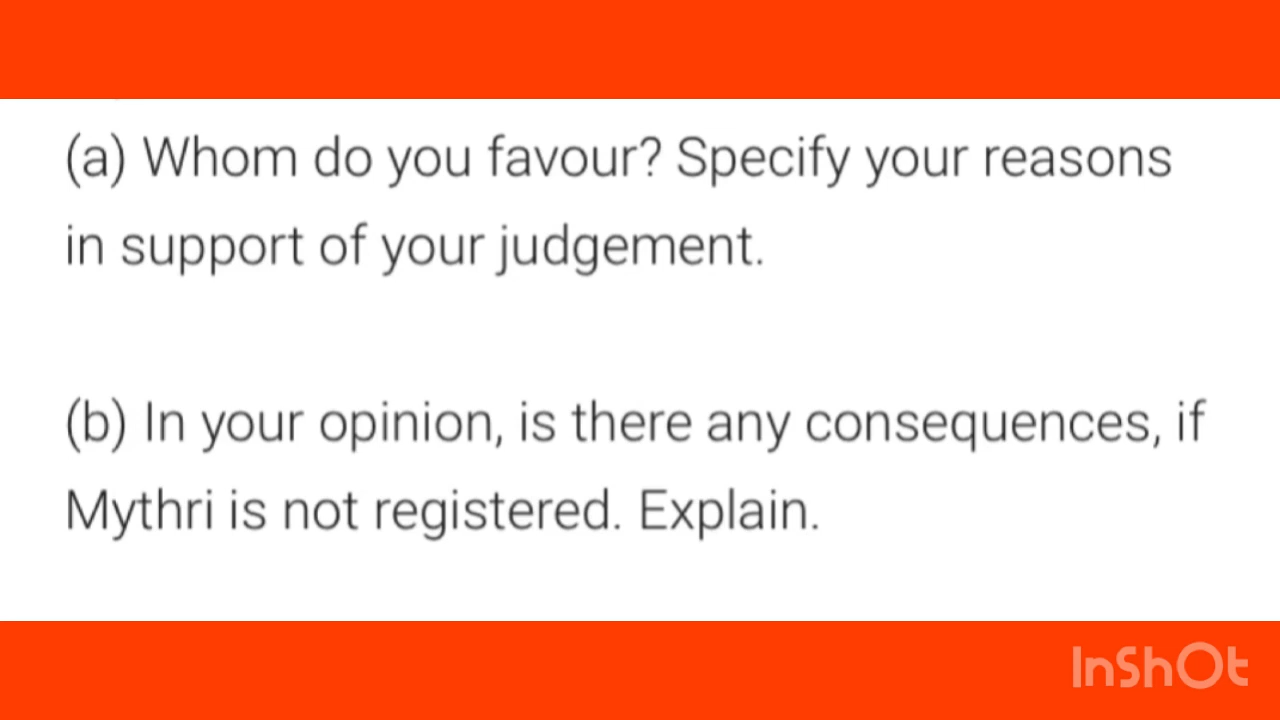 (a) Whom do you favour? Specify your reasons
in support of your judgement.
(b) In your opinion, is there any consequences, if
Mythri is not registered. Explain.
InShOt